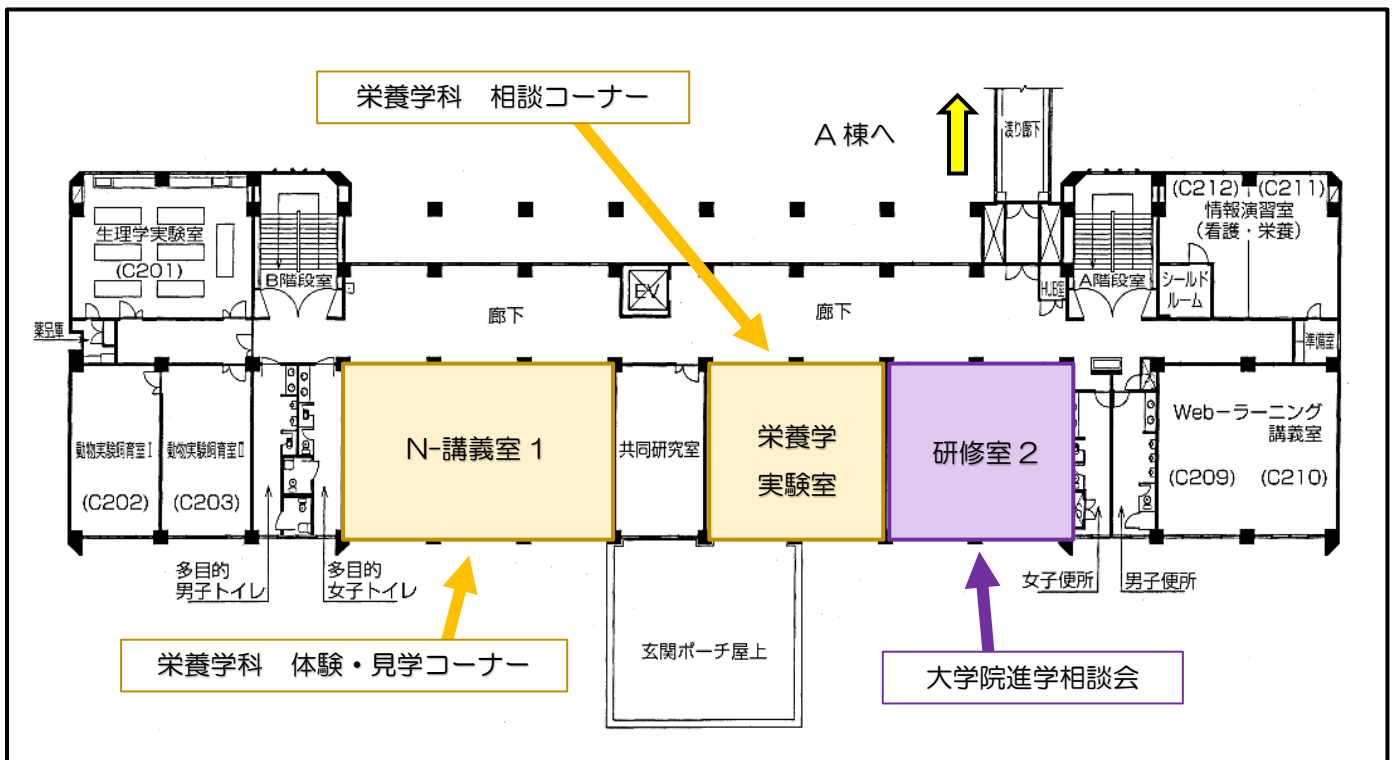 栄養学科　相談コーナー
A 棟へ
渡り廊下
生理学実験室
(C201)
B階段室
EV
廊下
廊下
HUB室
A階段室
(C212)
(C211)
情報演習室
(看護・栄養)
シールド
ルーム
薬品庫
準備室
動物実験飼育室Ⅰ
(C202)
動物実験飼育室Ⅱ
(C203)
N-講義室 1
共同研究室
栄養学
実験室
研修室 2
Web－ラーニング
講義室
(C209)
(C210)
多目的
男子トイレ
多目的
女子トイレ
女子便所
男子便所
玄関ポーチ屋上
栄養学科　体験・見学コーナー
大学院進学相談会